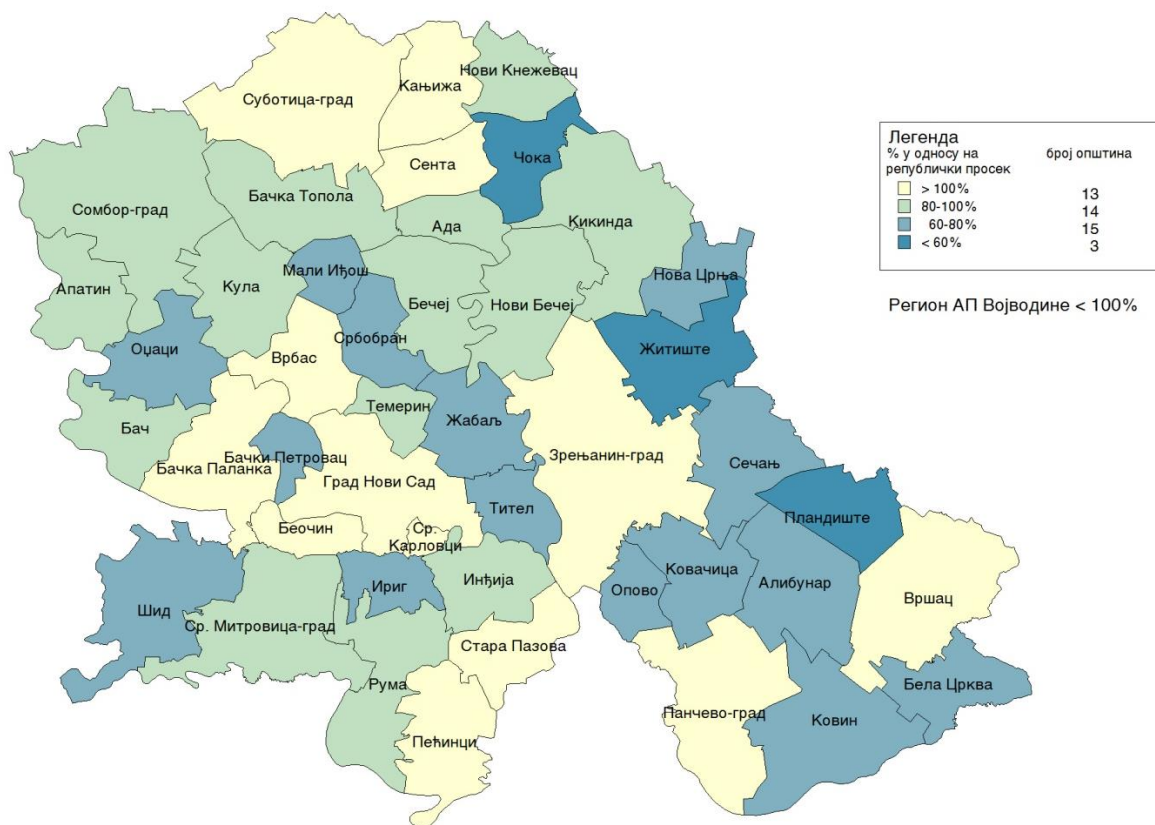 Нови Кнежевац
Кањижа
Суботица-град
Чока
Сента
Бачка Топола
Сомбор-град
Ада
Кикинда
Мали Иђош
Нова Црња
Апатин
Кула
Бечеј
Нови Бечеј
Оџаци
Србобран
Житиште
Врбас
Темерин
Жабаљ
Бач
Зрењанин-град
Сечањ
Бачки Петровац
Бачка Паланка
Град Нови Сад
Тител
Пландиште
Беочин
Ср.
Карловци
Ковачица
Инђија
Алибунар
Ириг
Опово
Вршац
Шид
Ср. Митровица-град
Стара Пазова
Рума
Бела Црква
Панчево-град
Ковин
Пећинци
Легенда
% у односу на
републички просек
број општина
> 100% 13
80-100% 14
60-80% 15
< 60% 3
Регион АП Војводине < 100%